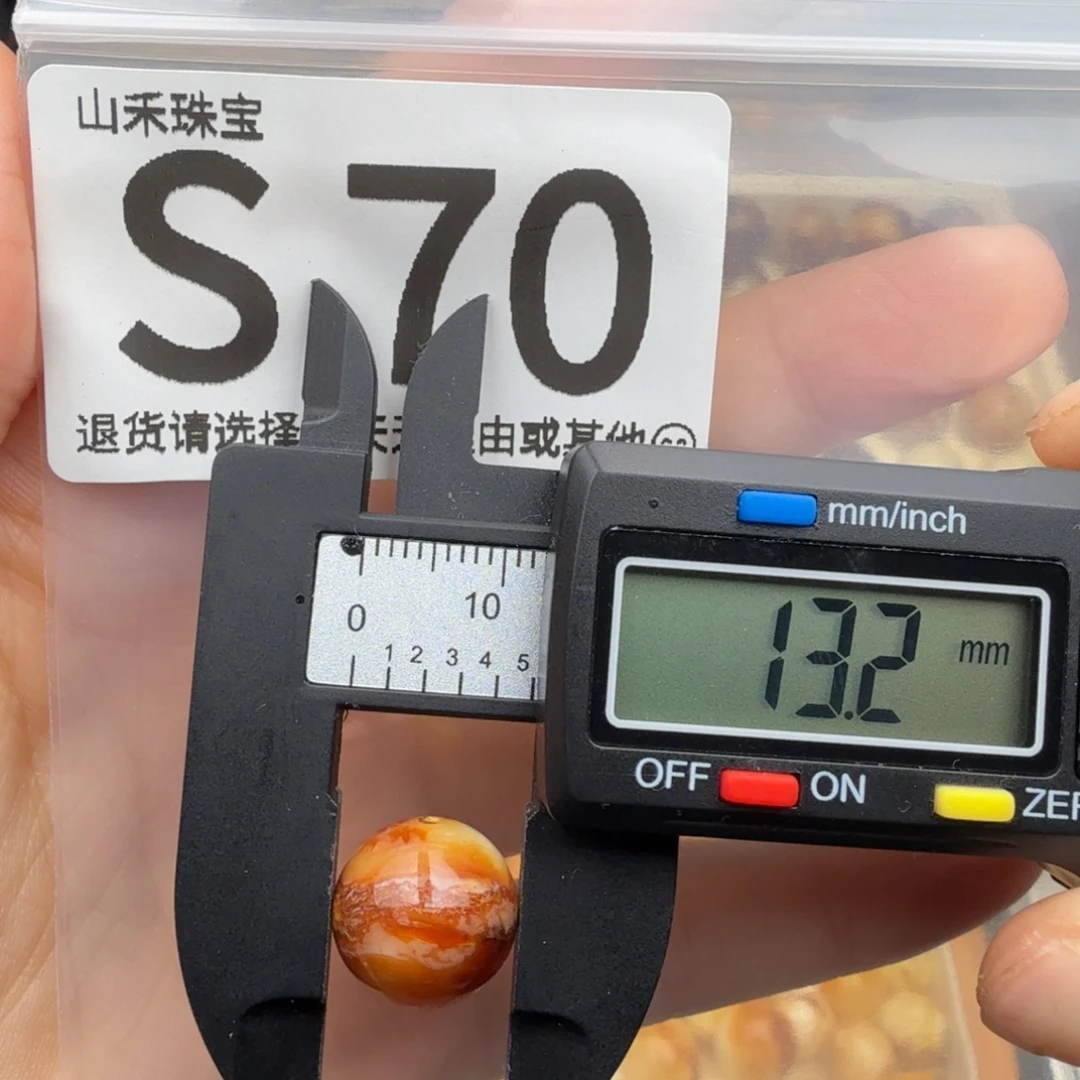 山禾珠宝
S 70
退货请选择
由或其他
mm/inch
0 10
1 2 3 4 5
13.2 mm
OFF ON
ZER